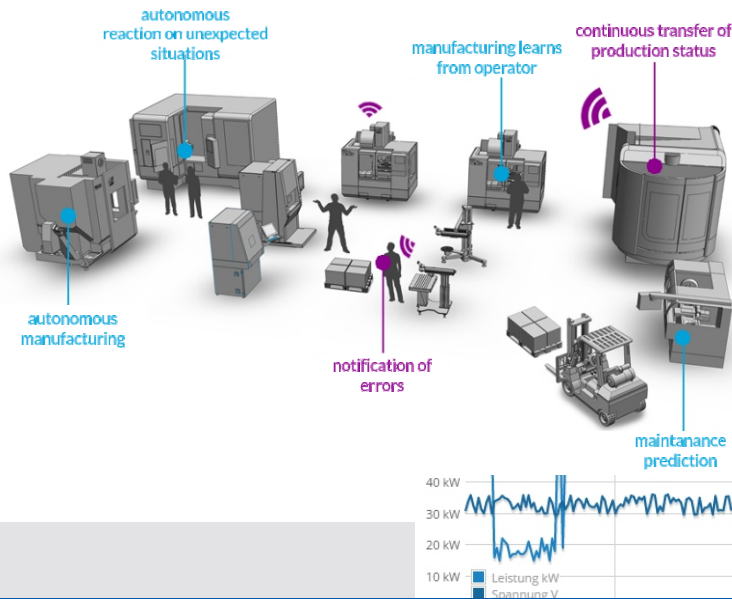 autonomous
reaction on unexpected
situations
manufacturing learns
from operator
continuous transfer of
production status
autonomous
manufacturing
notification of
errors
maintanance
prediction
40 kW
30 kW
20 kW
10 kW
Leistung kW
Spannung V